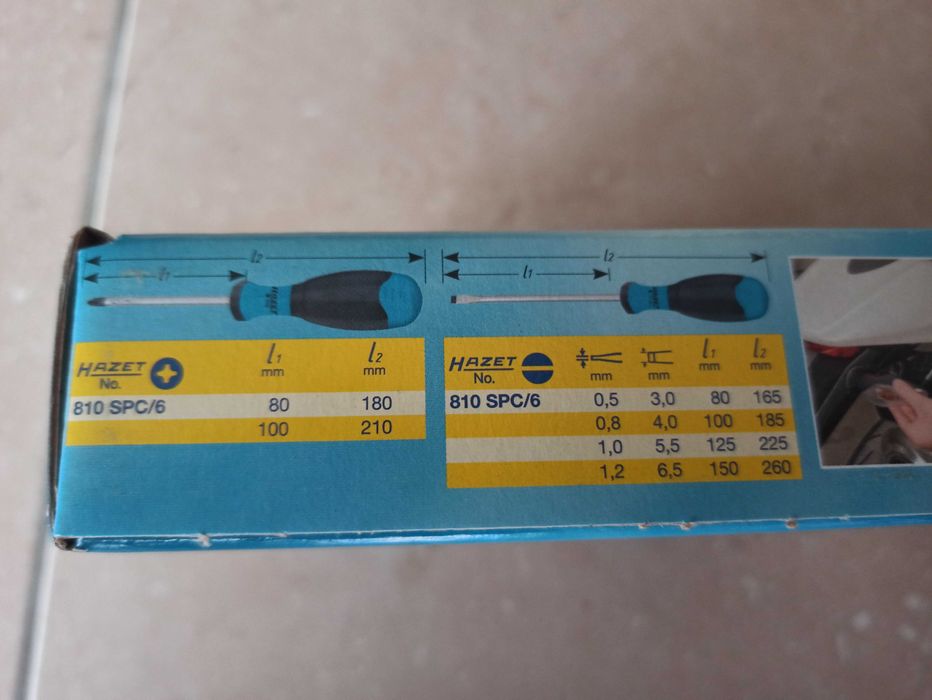 l2
l1
HAZET
HAZET
No.
l1
mm
l2
mm
810 SPC/6 80 180
100 210
l2
l1
HAZET
No.
mm
mm
l1
mm
l2
mm
810 SPC/6 0,5 3,0 80 165
0,8 4,0 100 185
1,0 5,5 125 225
1,2 6,5 150 260